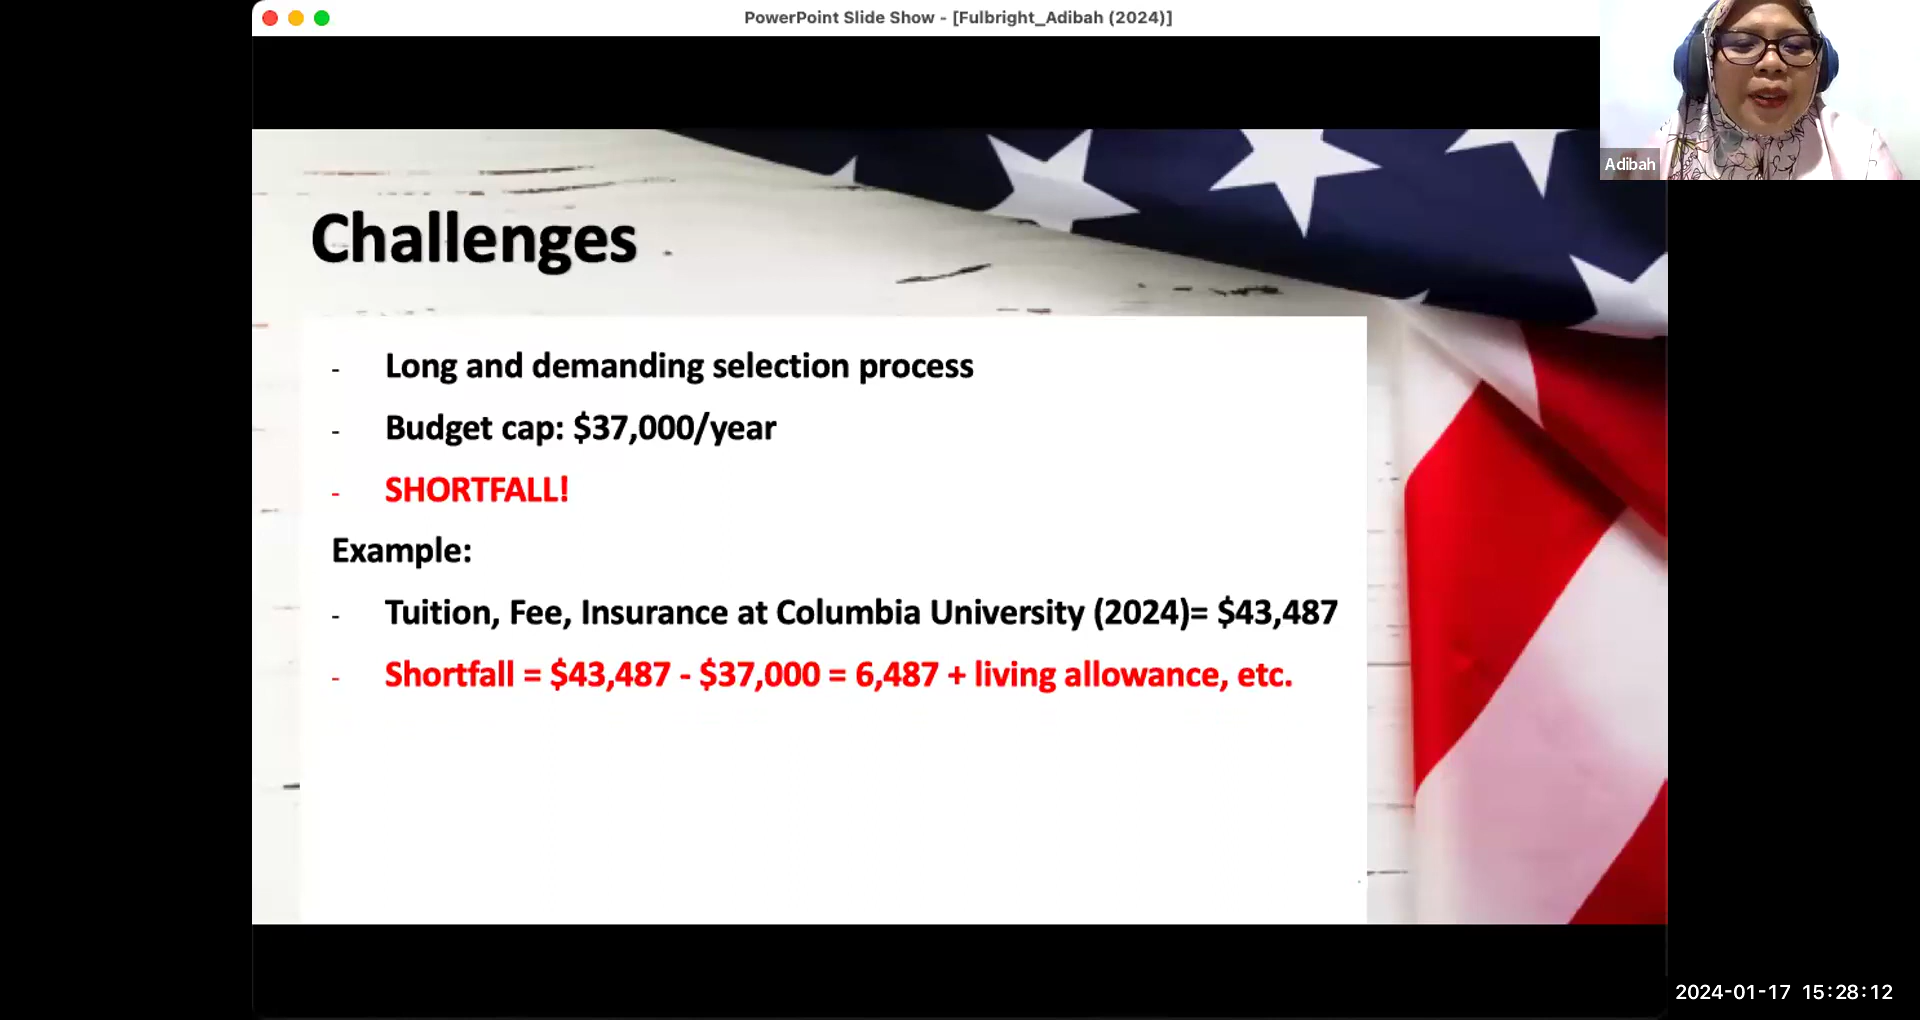 PowerPoint Slide Show - [Fulbright_Adibah (2024)]
Adibah
Challenges
- Long and demanding selection process
- Budget cap: $37,000/year
- SHORTFALL!
Example:
- Tuition, Fee, Insurance at Columbia University (2024)= $43,487
- Shortfall = $43,487 - $37,000 = 6,487 + living allowance, etc.
2024-01-17 15:28:12